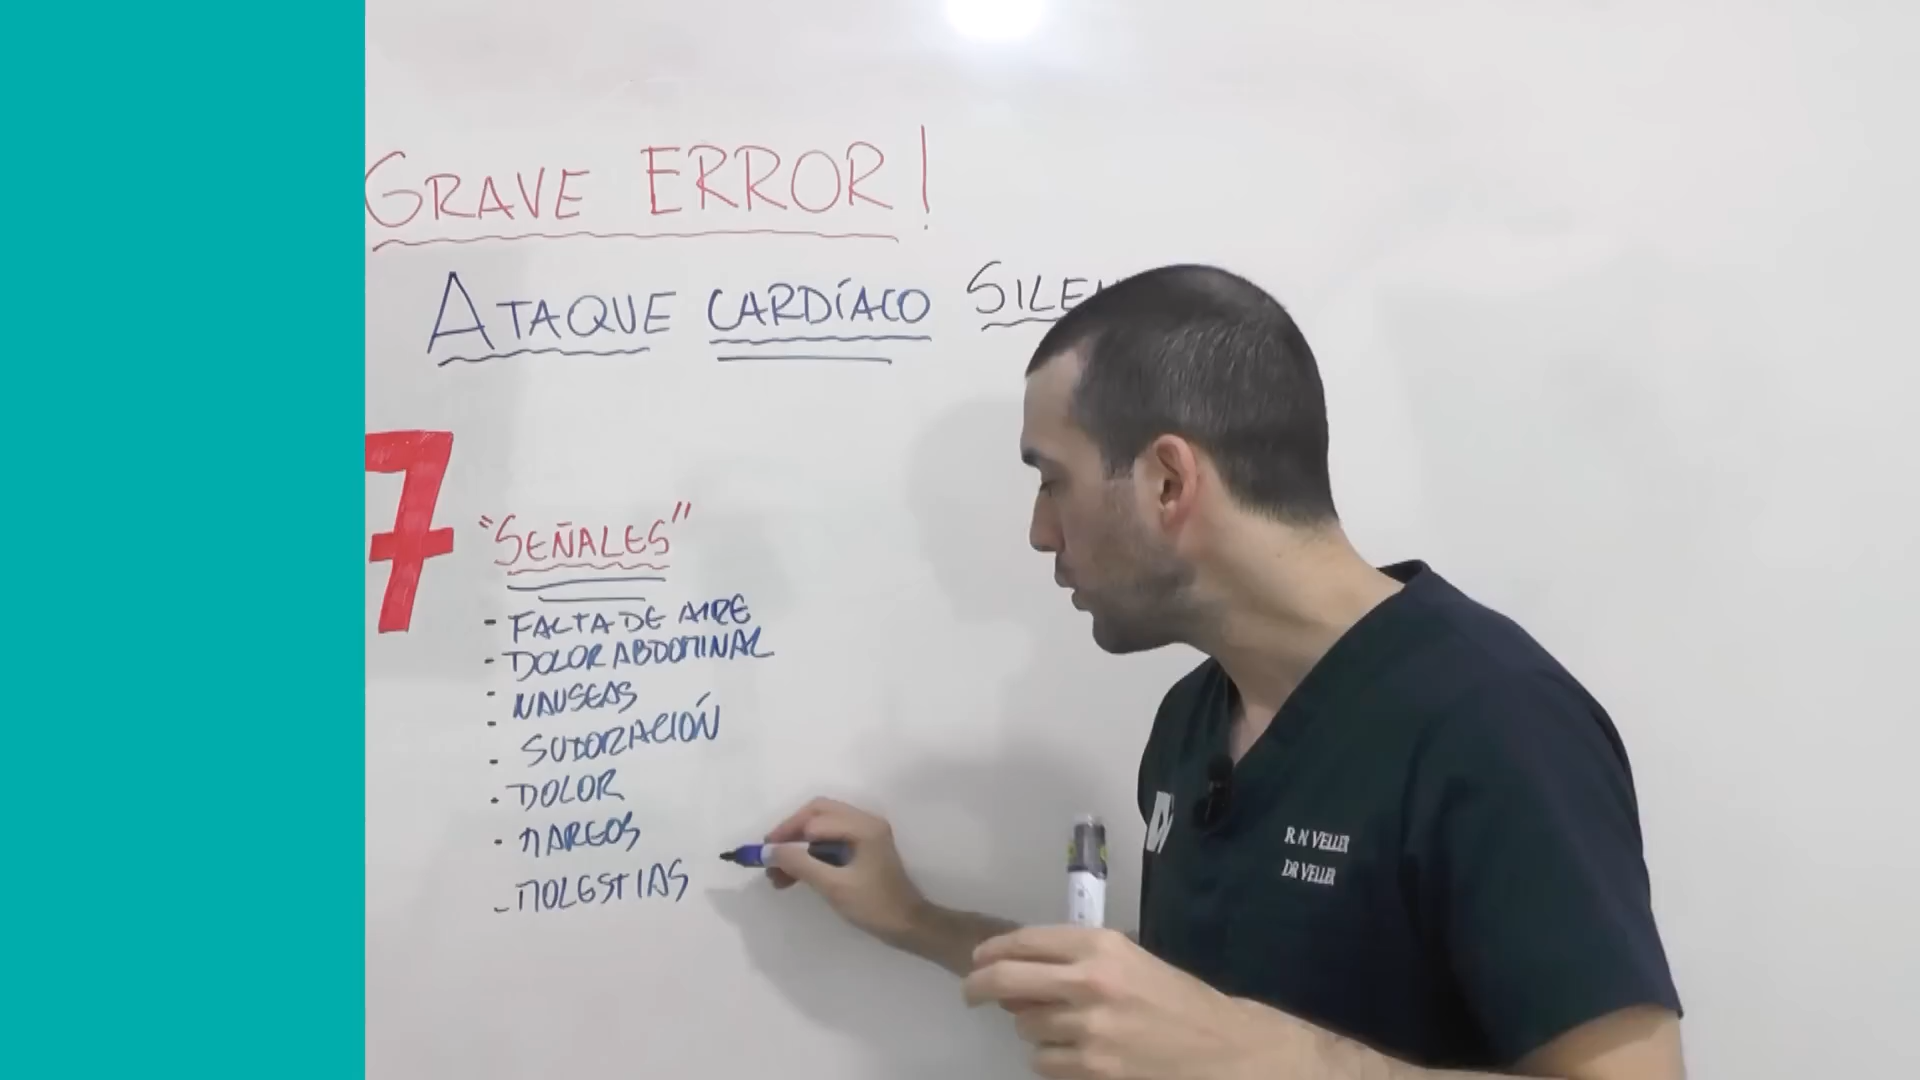 GRAVE ERROR!
ATAQUE CARDÍACO SILEN
7
"SEÑALES"
- FALTA DE AIRE
- DOLOR ABDOMINAL
- NAUSEAS
- SUDORACIÓN
- DOLOR
- MAREOS
- MOLESTIAS
R. N VELLER
DR VELLER